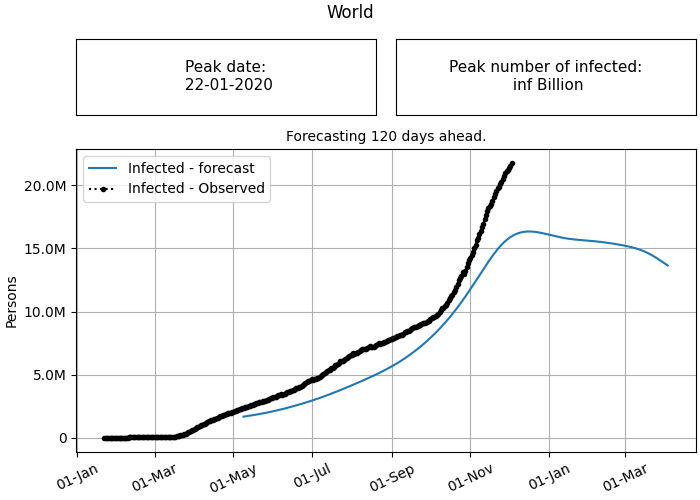 World
Peak date:
22-01-2020
Peak number of infected:
inf Billion
Forecasting 120 days ahead.
Infected - forecast
Infected - Observed
20.0M
15.0M
10.0M
5.0M
0
Persons
01-Jan
01-Mar
01-May
01-Jul
01-Sep
01-Nov
01-Jan
01-Mar